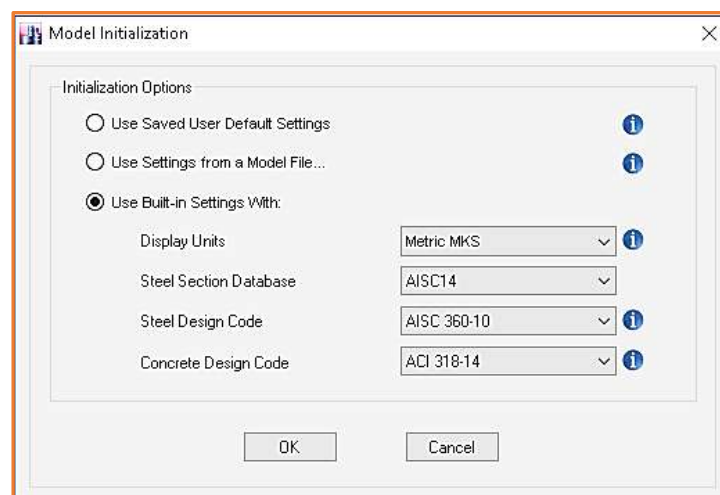 Model Initialization
Initialization Options
Use Saved User Default Settings
Use Settings from a Model File...
Use Built-in Settings With:
Display Units Metric MKS
Steel Section Database AISC14
Steel Design Code AISC 360-10
Concrete Design Code ACI 318-14
OK Cancel